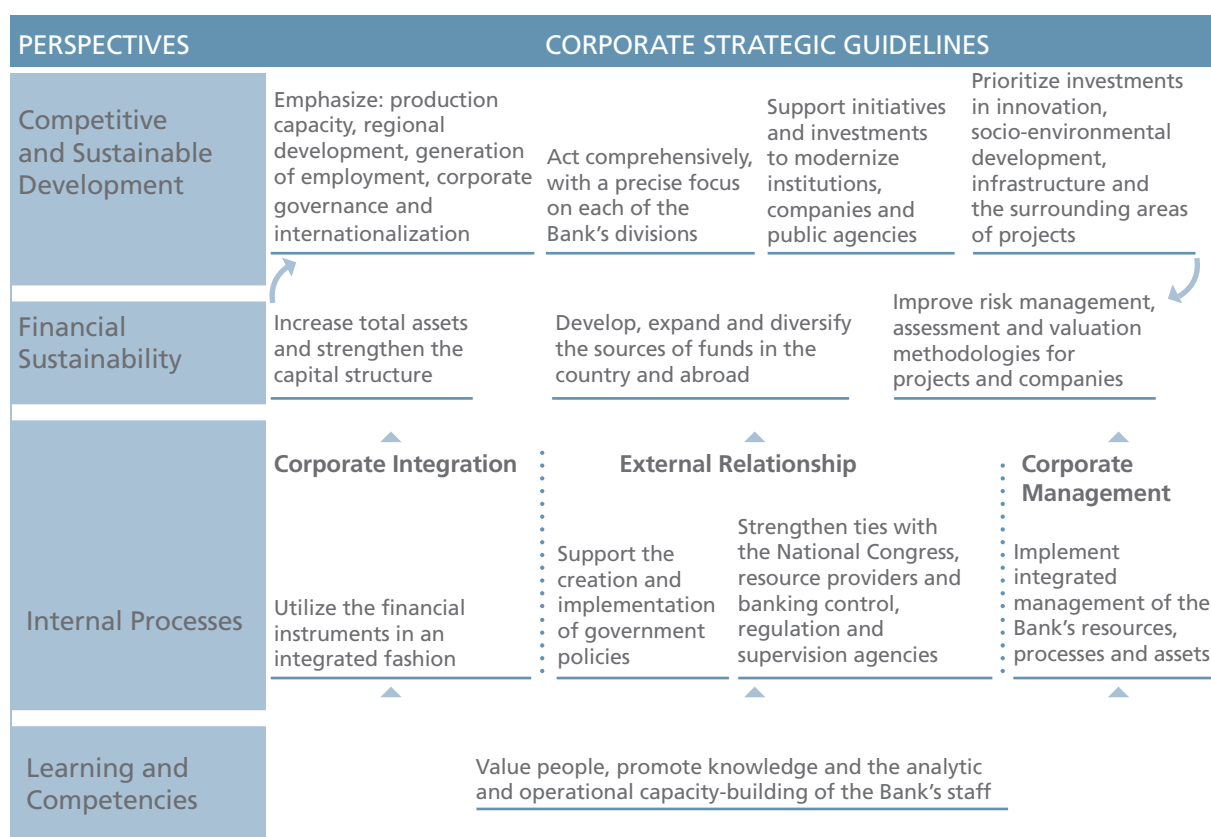 PERSPECTIVES
CORPORATE STRATEGIC GUIDELINES
Competitive
and Sustainable
Development
Emphasize: production
capacity, regional
development, generation
of employment, corporate
governance and
internationalization
Act comprehensively,
with a precise focus
on each of the
Bank’s divisions
Support initiatives
and investments
to modernize
institutions,
companies and
public agencies
Prioritize investments
in innovation,
socio-environmental
development,
infrastructure and
the surrounding areas
of projects
Financial
Sustainability
Increase total assets
and strengthen the
capital structure
Develop, expand and diversify
the sources of funds in the
country and abroad
Improve risk management,
assessment and valuation
methodologies for
projects and companies
Internal Processes
Corporate Integration
Utilize the financial
instruments in an
integrated fashion
External Relationship
Support the
creation and
implementation
of government
policies
Strengthen ties with
the National Congress,
resource providers and
banking control,
regulation and
supervision agencies
Corporate
Management
Implement
integrated
management of the
Bank’s resources,
processes and assets
Learning and
Competencies
Value people, promote knowledge and the analytic
and operational capacity-building of the Bank’s staff